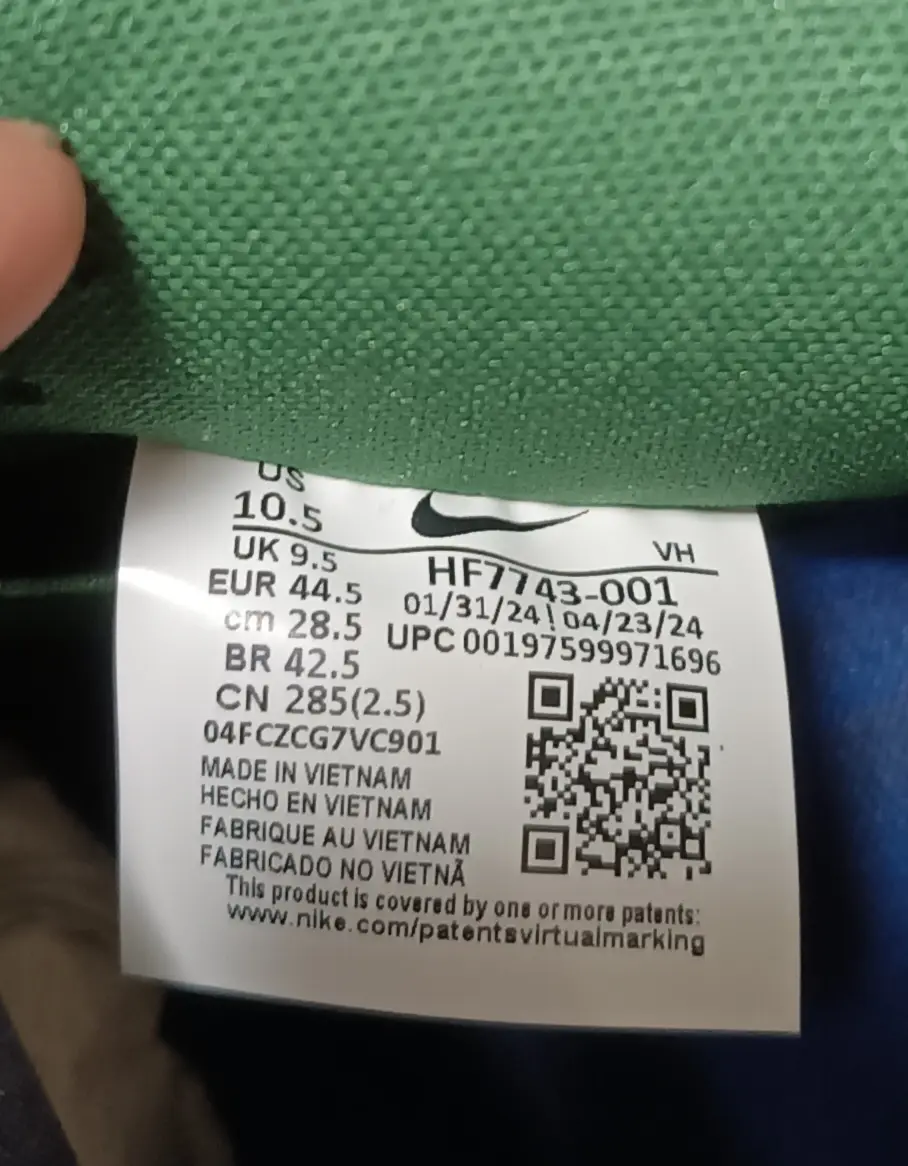 US
10.5
UK 9.5
EUR 44.5
cm 28.5
BR 42.5
CN 285(2.5)
04FCZCG7VC901
VH
HF7743-001
01/31/24¦04/23/24
UPC 00197599971696
MADE IN VIETNAM
HECHO EN VIETNAM
FABRIQUE AU VIETNAM
FABRICADO NO VIETNÃ
This product is covered by one or more patents:
www.nike.com/patentsvirtualmarking